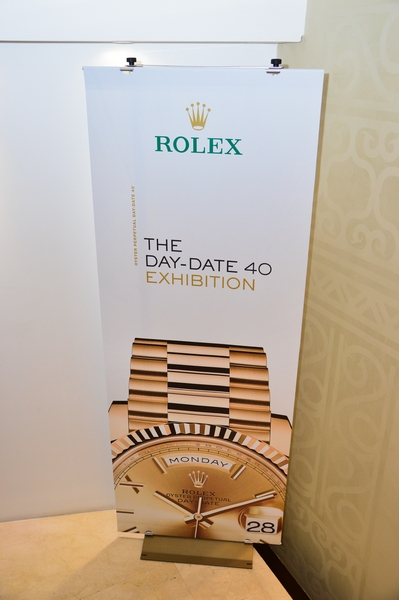 ROLEX
OYSTER PERPETUAL DAY-DATE 40
THE
DAY-DATE 40
EXHIBITION
MONDAY
ROLEX
OYSTER PERPETUAL
DAY-DATE
28